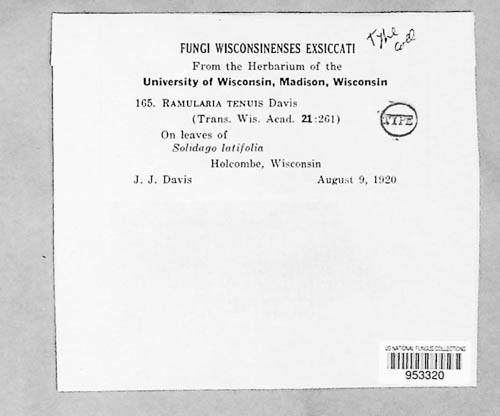 Type coll
FUNGI WISCONSINENSES EXSICCATI
From the Herbarium of the
University of Wisconsin, Madison, Wisconsin
165. RAMULARIA TENUIS Davis
(Trans. Wis. Acad. 21:261)
TYPE
On leaves of
Solidago latifolia
Holcombe, Wisconsin
J. J. Davis August 9, 1920
US NATIONAL FUNGUS COLLECTIONS
953320